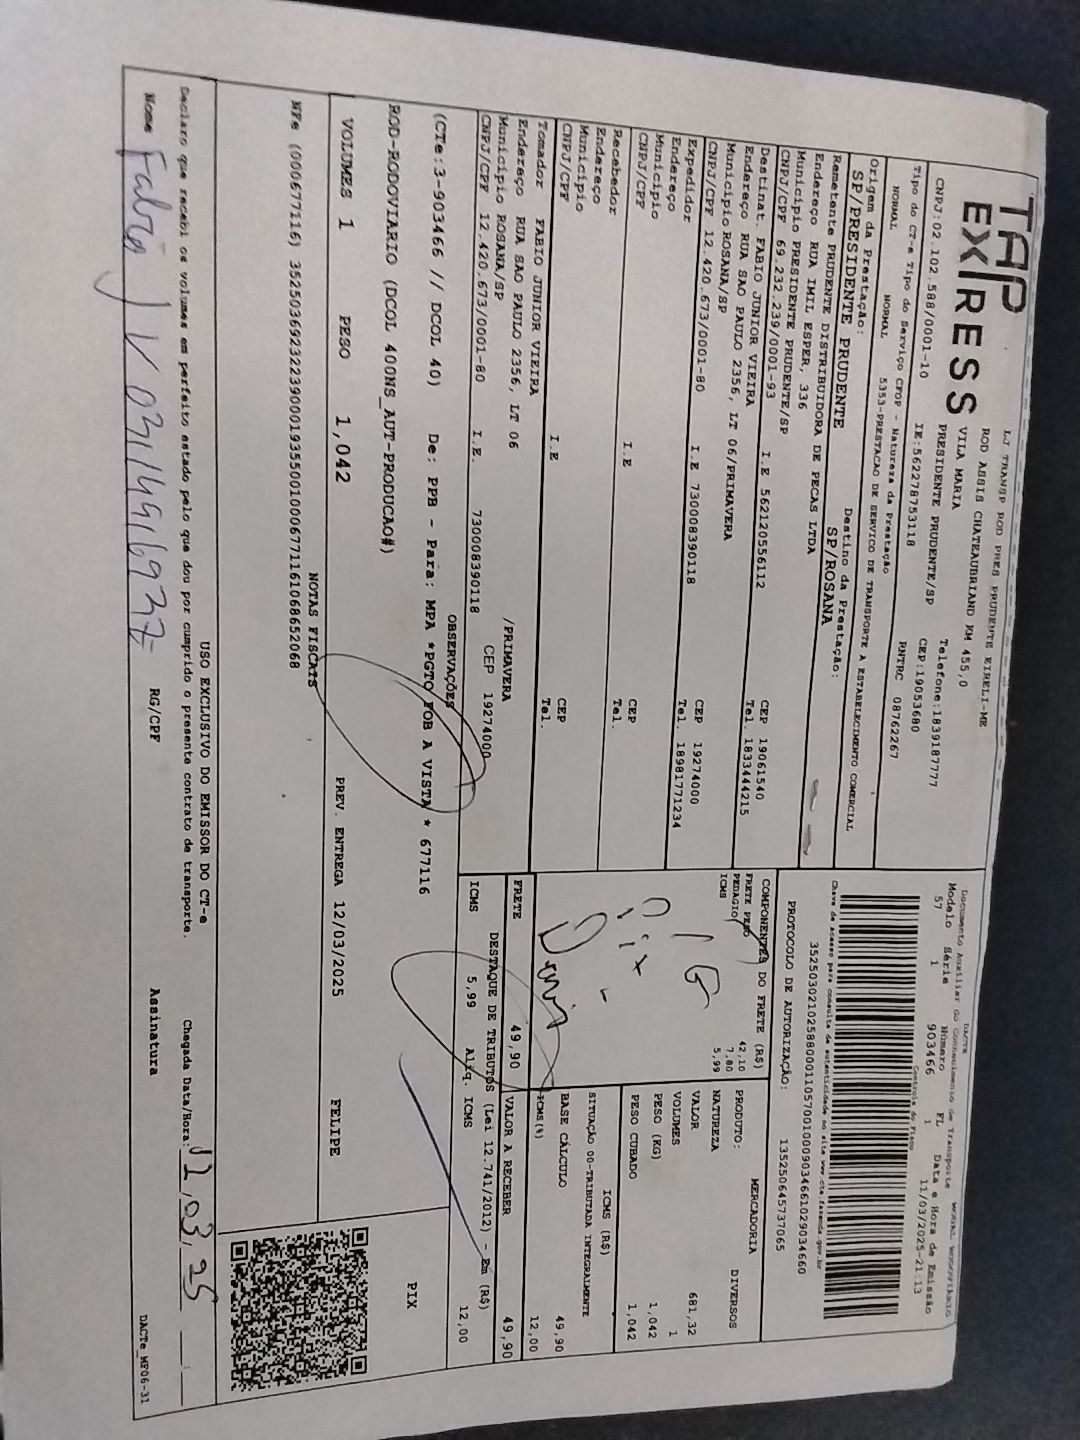 TAP
EXPRESS
LJ TRANSP ROD PRES PRUDENTE EIRELI-ME
ROD ASSIS CHATEAUBRIAND KM 455,0
VILA MARIA Telefone:1839187777
PRESIDENTE PRUDENTE/SP CEP:19053680
CNPJ:02.102.588/0001-10 IE:562278753118 RNTRC 08762267
Tipo do CT-e Tipo do Serviço CFOP - Natureza da Prestação
NORMAL NORMAL 5353-PRESTACAO DE SERVICO DE TRANSPORTE A ESTABELECIMENTO COMERCIAL
Origem da Prestação: Destino da Prestação:
SP/PRESIDENTE PRUDENTE SP/ROSANA
Remetente PRUDENTE DISTRIBUIDORA DE PECAS LTDA
Endereço RUA IMIL ESPER, 336
Município PRESIDENTE PRUDENTE/SP CEP 19061540
CNPJ/CPF 69.232.239/0001-93 I.E 562120556112 Tel. 1833444215
Destinat. FABIO JUNIOR VIEIRA
Endereço RUA SAO PAULO 2356, LT 06/PRIMAVERA
Município ROSANA/SP CEP 19274000
CNPJ/CPF 12.420.673/0001-80 I.E 730008390118 Tel. 18981771234
Expedidor
Endereço
Município CEP
CNPJ/CPF I.E Tel.
Recebedor
Endereço
Município CEP
CNPJ/CPF I.E Tel.
Tomador FABIO JUNIOR VIEIRA
Endereço RUA SAO PAULO 2356, LT 06 /PRIMAVERA
Município ROSANA/SP CEP 19274000
CNPJ/CPF 12.420.673/0001-80 I.E. 730008390118
DACTE
Documento Auxiliar do Conhecimento de Transporte MODAL RODOVIÁRIO
Modelo Série Número FL Data e Hora de Emissão
57 1 903466 1 11/03/2025-21:13
Controle do Fisco
Chave de acesso para consulta de autenticidade no site www.cte.fazenda.gov.br
35250302102588000110570010009034661029034660
PROTOCOLO DE AUTORIZAÇÃO: 135250645737065
COMPONENTES DO FRETE (R$)
FRETE PESO 42,10
PEDAGIO 7,80
ICMS 5,99
Pix
FRETE 49,90
MERCADORIA
PRODUTO: DIVERSOS
NATUREZA
VALOR 681,32
VOLUMES 1
PESO (KG) 1,042
PESO CUBADO 1,042
ICMS (R$)
SITUAÇÃO 00-TRIBUTADA INTEGRALMENTE
BASE CÁLCULO 49,90
ICMS(%) 12,00
VALOR A RECEBER 49,90
DESTAQUE DE TRIBUTOS (Lei 12.741/2012) - Em (R$)
ICMS 5,99 Alíq. ICMS 12,00
OBSERVAÇÕES
(CTe:3-903466 // DCOL 40) De: PPB - Para: MPA *PGTO FOB A VISTA * 677116
ROD-RODOVIARIO (DCOL 400NS_AUT-PRODUCAO#)
PIX
VOLUMES 1 PESO 1,042 PREV. ENTREGA 12/03/2025 FELIPE
NOTAS FISCAIS
NFe (000677116) 35250369232239000193550010006771161068652068
USO EXCLUSIVO DO EMISSOR DO CT-e
Declaro que recebi os volumes em perfeito estado pelo que dou por cumprido o presente contrato de transporte. Chegada Data/Hora: 12/03/25
Nome RG/CPF Assinatura
DACTe_MF06-31